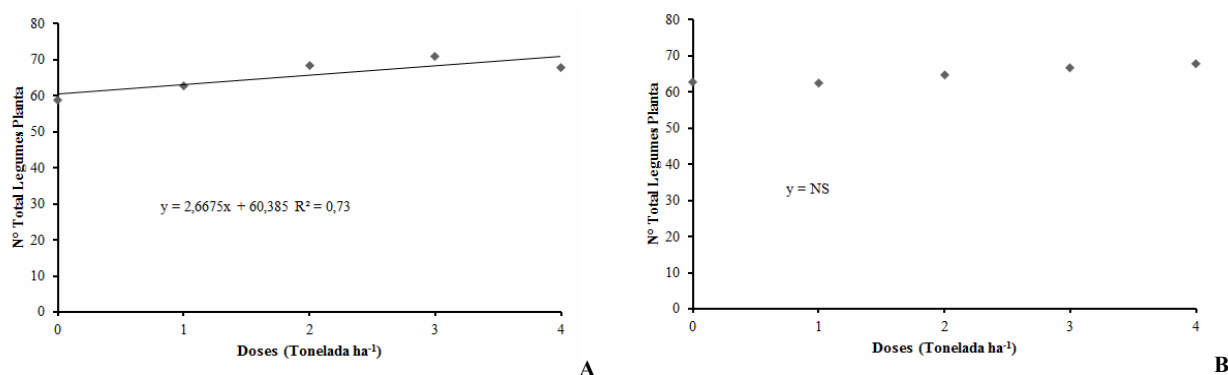 N° Total Legumes Planta
80
70
60
50
40
30
20
10
0
y = 2,6675x + 60,385 R² = 0,73
0 1 2 3 4
Doses (Tonelada ha⁻¹)
A
N° Total Legumes Planta
80
70
60
50
40
30
20
10
0
y = NS
0 1 2 3 4
Doses (Tonelada ha⁻¹)
B